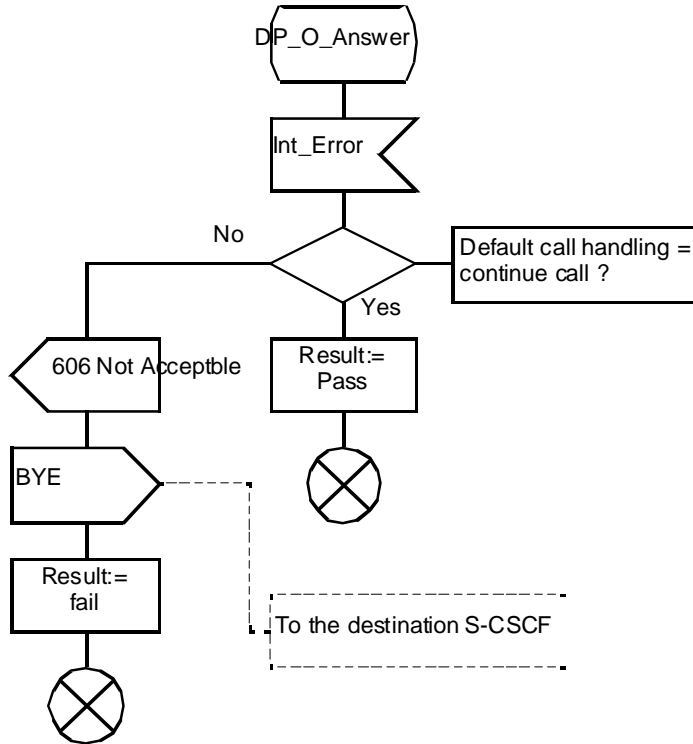 DP_O_Answer
Int_Error
No
Default call handling =
continue call ?
Yes
606 Not Acceptble
Result:=
Pass
BYE
Result:=
fail
To the destination S-CSCF